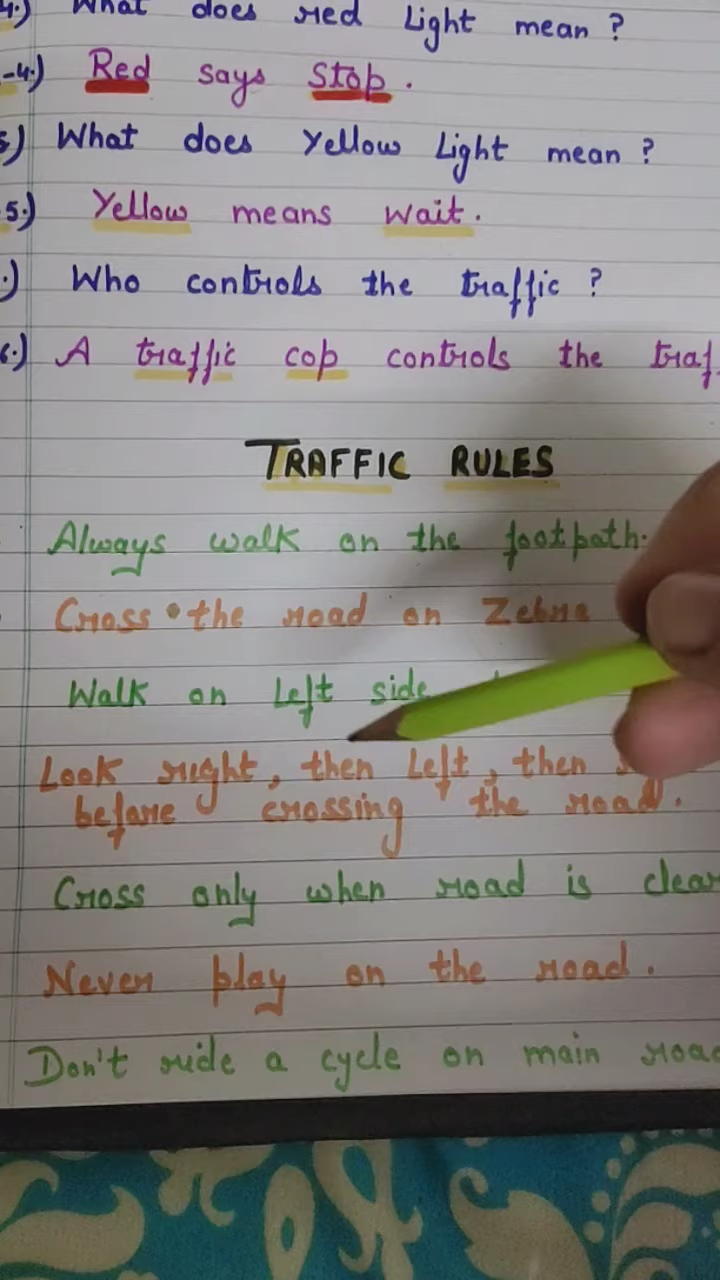 4.) What does red Light mean ?
-4.) Red says Stop.
5) What does Yellow Light mean ?
5.) Yellow means wait.
.) Who controls the traffic ?
6.) A traffic cop controls the
TRAFFIC RULES
Always walk on the footpath.
Cross the road on Zebra
Walk on Left side
Look right, then Left, then
before crossing the road.
Cross only when road is clear
Never play on the road.
Don't ride a cycle on main road